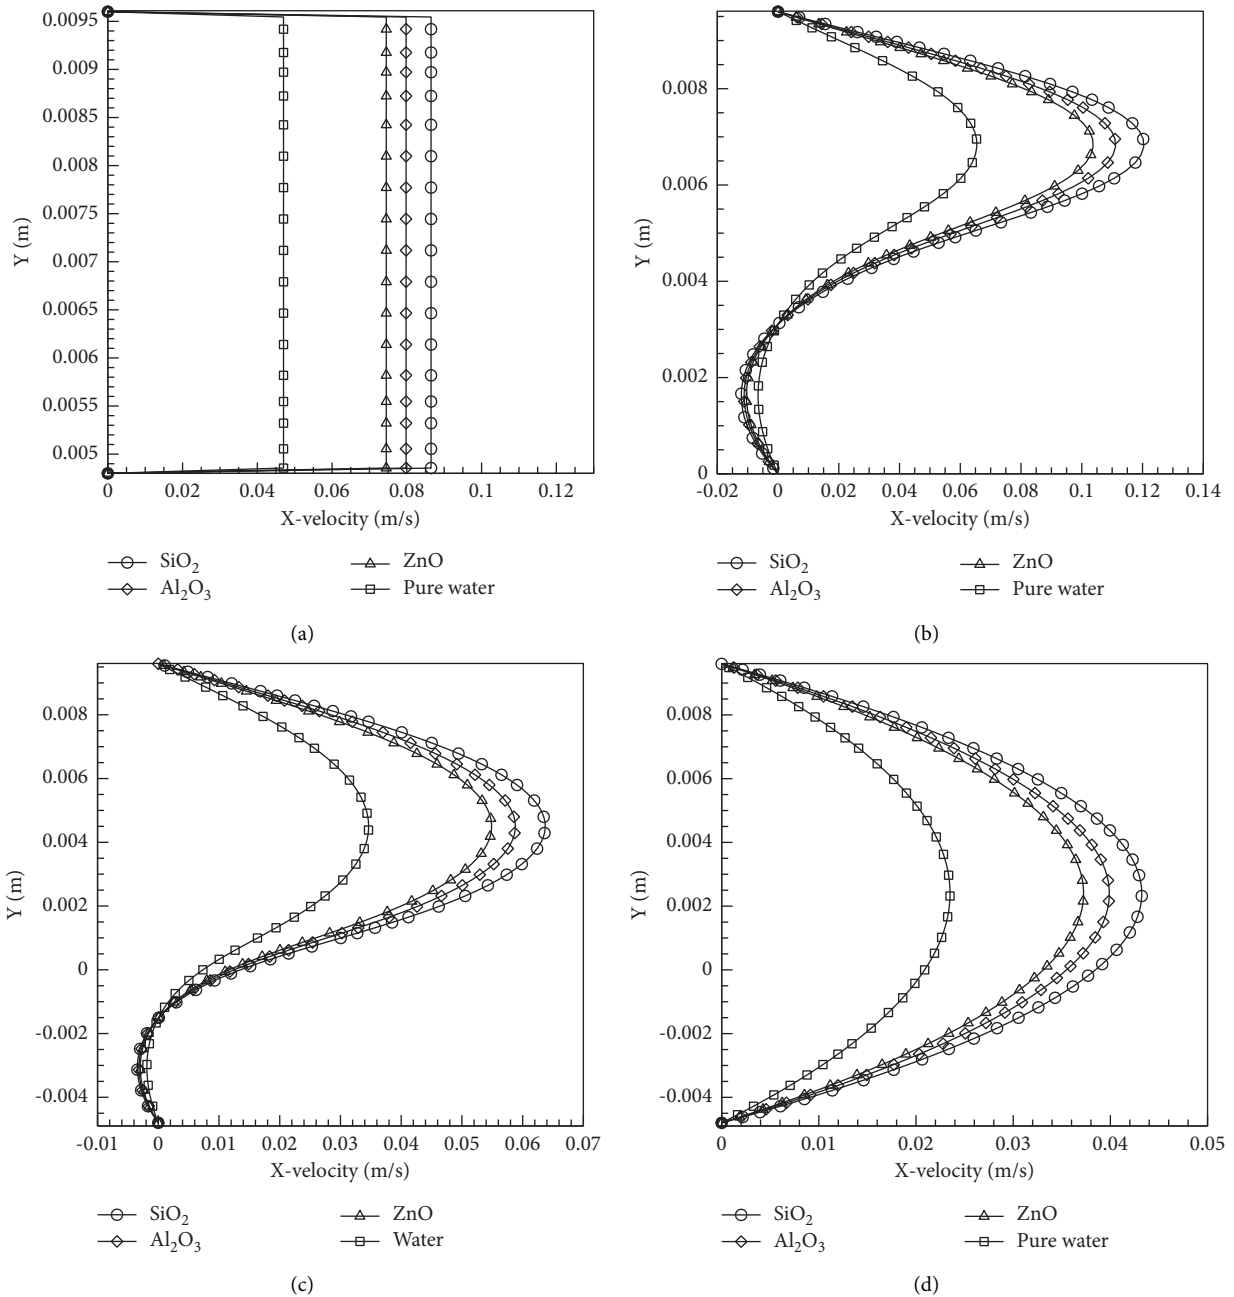 0.0095
0.009
0.0085
0.008
0.0075
0.007
0.0065
0.006
0.0055
0.005
Y (m)
0 0.02 0.04 0.06 0.08 0.1 0.12
X-velocity (m/s)
SiO2 ZnO
Al2O3 Pure water
(a)
0.008
0.006
0.004
0.002
0
Y (m)
-0.02 0 0.02 0.04 0.06 0.08 0.1 0.120 0.14
X-velocity (m/s)
SiO2 ZnO
Al2O3 Pure water
(b)
0.008
0.006
0.004
0.002
0
-0.002
-0.004
Y (m)
-0.01 0 0.01 0.02 0.03 0.04 0.05 0.06 0.07
X-velocity (m/s)
SiO2 ZnO
Al2O3 Water
(c)
0.008
0.006
0.004
0.002
0
-0.002
-0.004
Y (m)
0 0.01 0.02 0.03 0.04 0.05
X-velocity (m/s)
SiO2 ZnO
Al2O3 Pure water
(d)